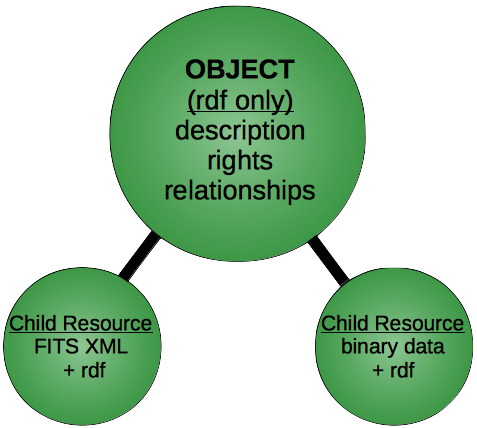 OBJECT
(rdf only)
description
rights
relationships
Child Resource
FITS XML
+ rdf
Child Resource
binary data
+ rdf